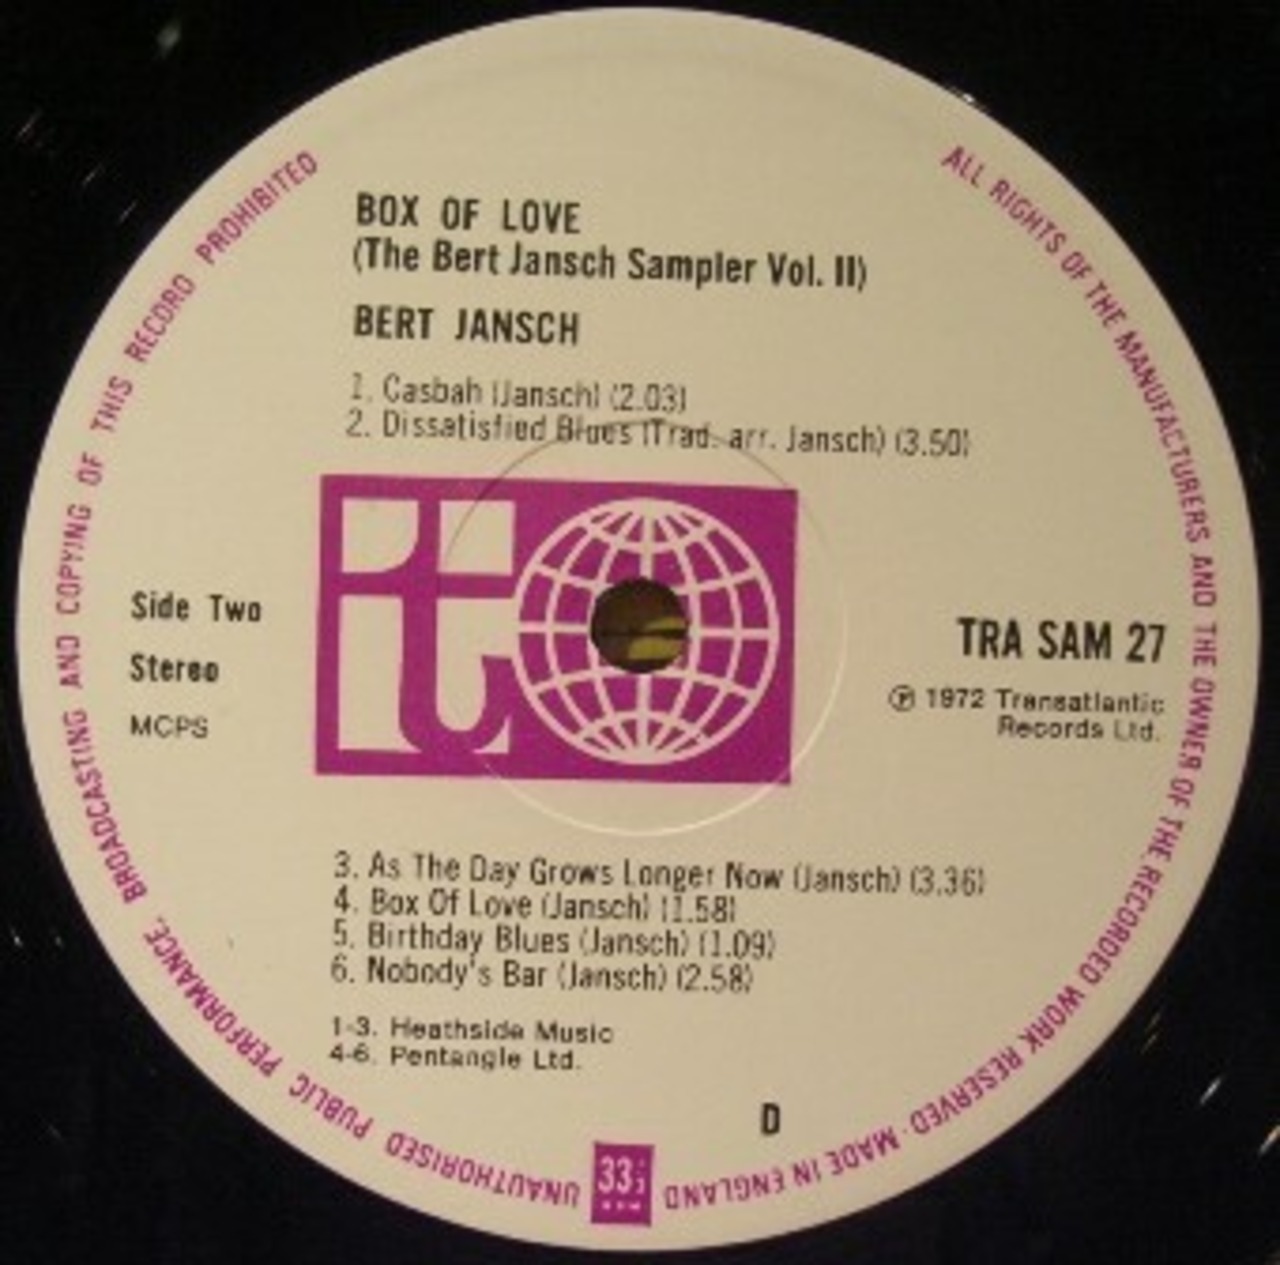 BOX OF LOVE
(The Bert Jansch Sampler Vol. II)
BERT JANSCH
1. Casbah (Jansch) (2.03)
2. Dissatisfied Blues (Trad. arr. Jansch) (3.50)
it
Side Two
Stereo
MCPS
TRA SAM 27
℗ 1972 Transatlantic
Records Ltd.
3. As The Day Grows Longer Now (Jansch) (3.36)
4. Box Of Love (Jansch) (1.58)
5. Birthday Blues (Jansch) (1.09)
6. Nobody's Bar (Jansch) (2.58)
1-3. Heathside Music
4-6. Pentangle Ltd.
D
33⅓
RPM
ALL RIGHTS OF THE MANUFACTURERS AND THE OWNER OF THE RECORDED WORK RESERVED · MADE IN ENGLAND
UNAUTHORISED PUBLIC PERFORMANCE, BROADCASTING AND COPYING OF THIS RECORD PROHIBITED